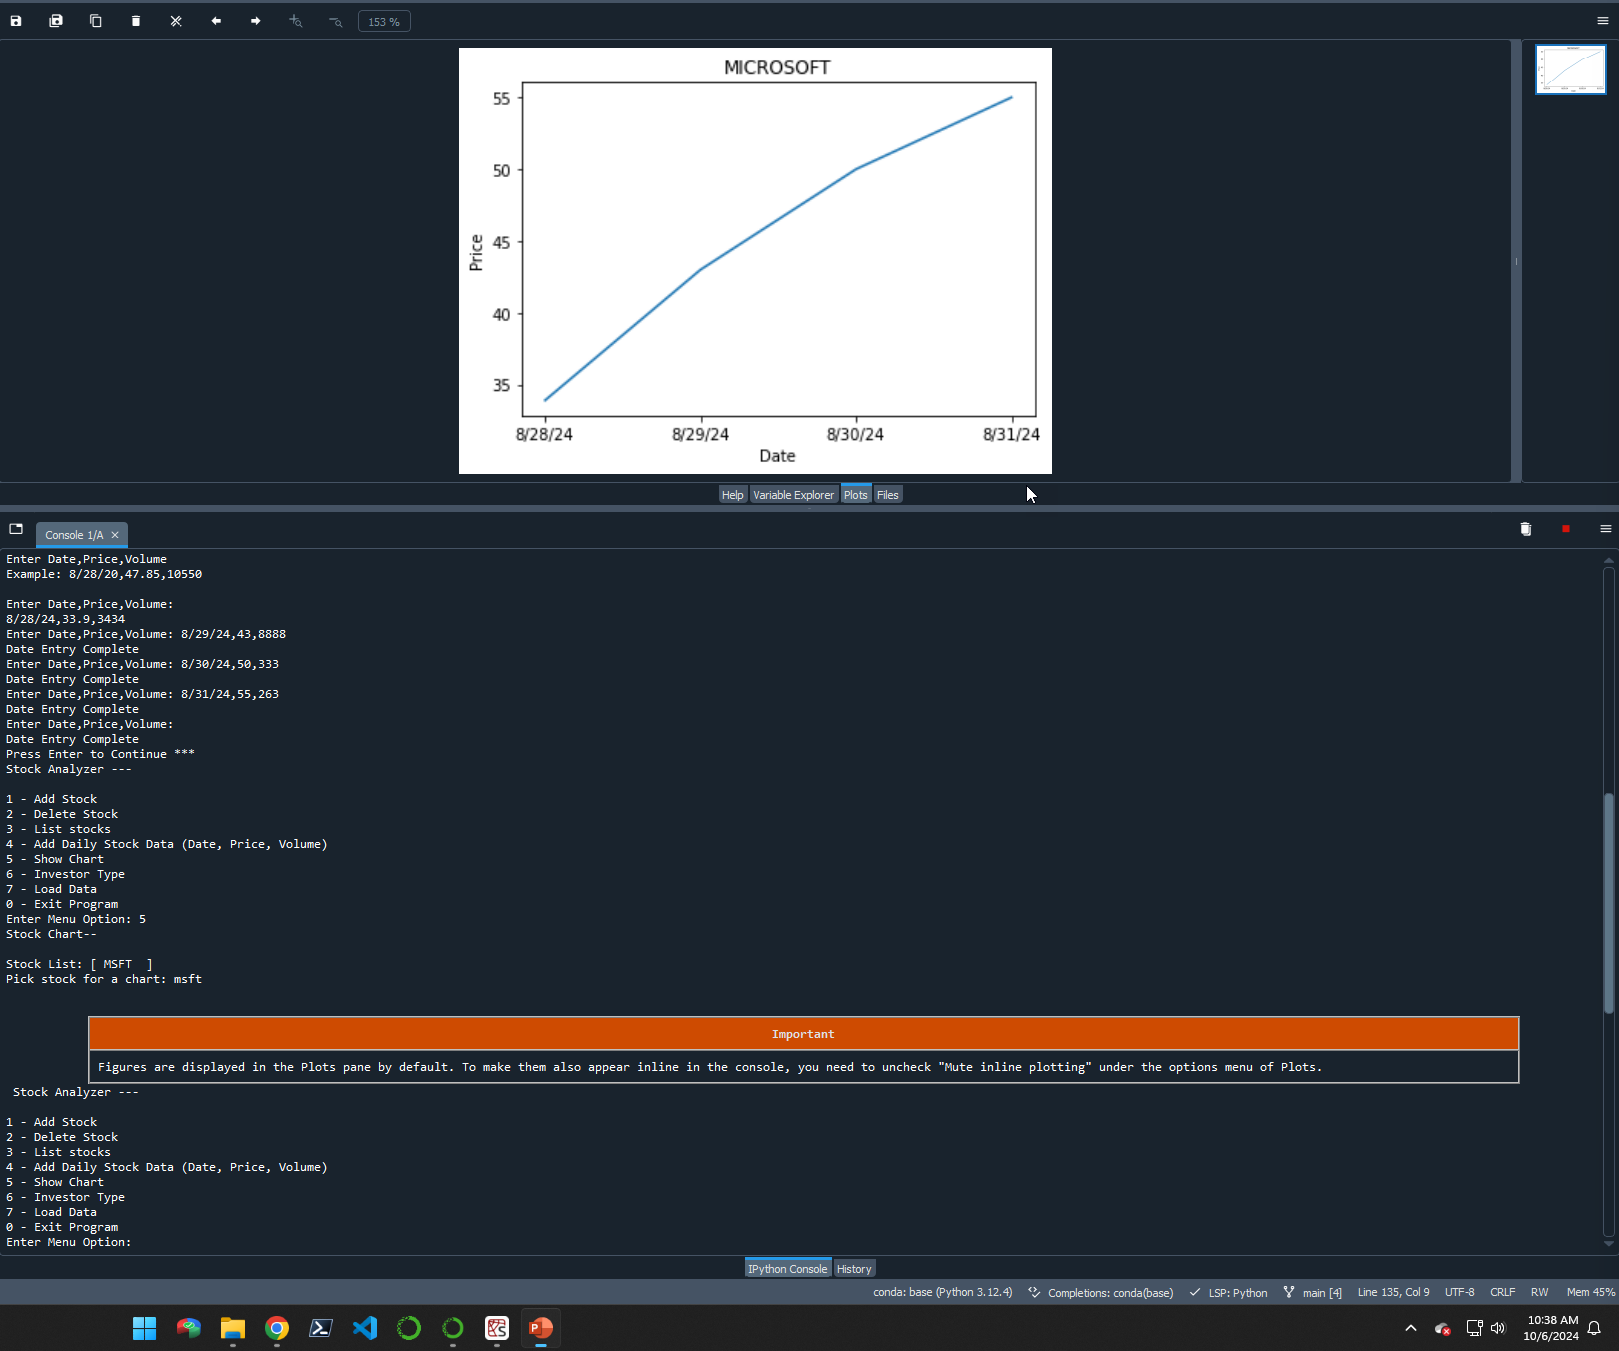 153 %
MICROSOFT
55
50
45
40
35
Price
8/28/24 8/29/24 8/30/24 8/31/24
Date
Help Variable Explorer Plots Files
Console 1/A
Enter Date,Price,Volume
Example: 8/28/20,47.85,10550
Enter Date,Price,Volume:
8/28/24,33.9,3434
Enter Date,Price,Volume: 8/29/24,43,8888
Date Entry Complete
Enter Date,Price,Volume: 8/30/24,50,333
Date Entry Complete
Enter Date,Price,Volume: 8/31/24,55,263
Date Entry Complete
Enter Date,Price,Volume:
Date Entry Complete
Press Enter to Continue ***
Stock Analyzer ---
1 - Add Stock
2 - Delete Stock
3 - List stocks
4 - Add Daily Stock Data (Date, Price, Volume)
5 - Show Chart
6 - Investor Type
7 - Load Data
0 - Exit Program
Enter Menu Option: 5
Stock Chart--
Stock List: [ MSFT  ]
Pick stock for a chart: msft
Important
Figures are displayed in the Plots pane by default. To make them also appear inline in the console, you need to uncheck "Mute inline plotting" under the options menu of Plots.
Stock Analyzer ---
1 - Add Stock
2 - Delete Stock
3 - List stocks
4 - Add Daily Stock Data (Date, Price, Volume)
5 - Show Chart
6 - Investor Type
7 - Load Data
0 - Exit Program
Enter Menu Option:
IPython Console History
conda: base (Python 3.12.4) Completions: conda(base) LSP: Python main [4] Line 135, Col 9 UTF-8 CRLF RW Mem 45%
10:38 AM
10/6/2024